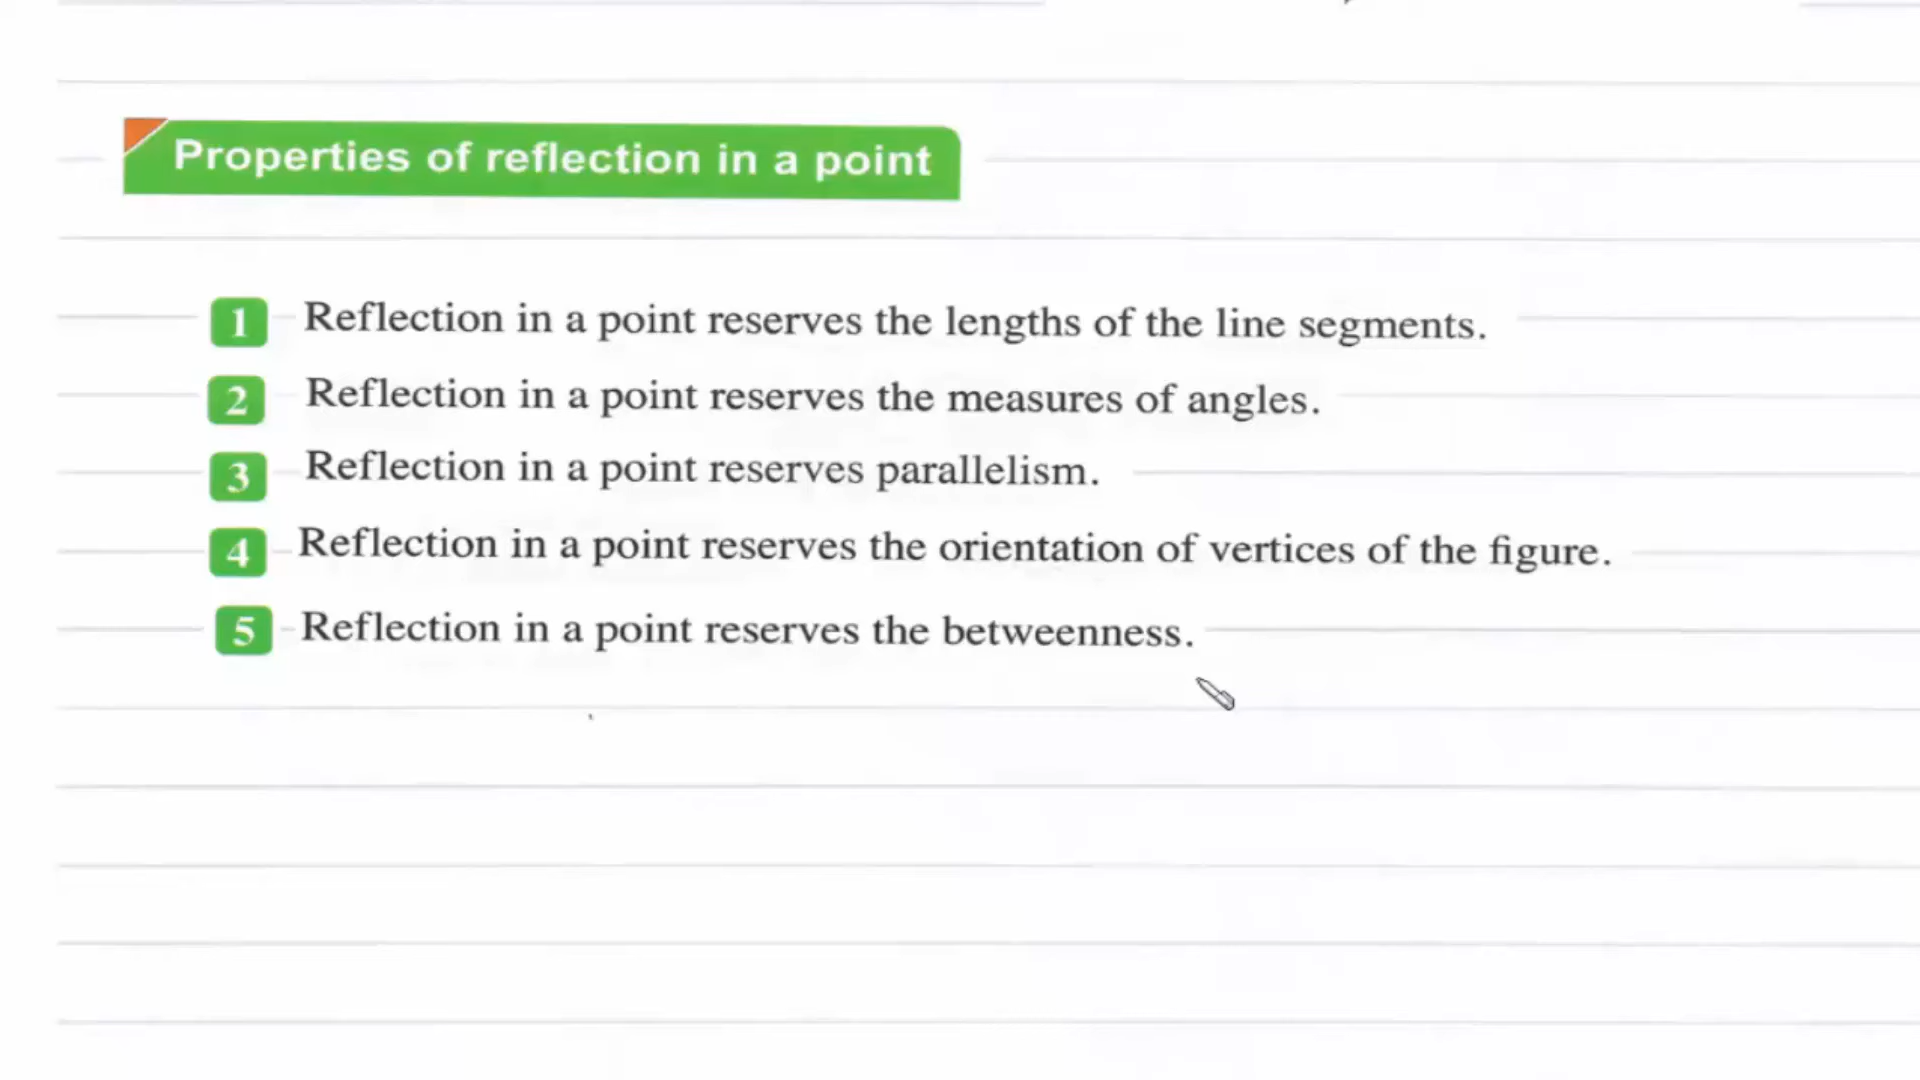 Properties of reflection in a point
1 Reflection in a point reserves the lengths of the line segments.
2 Reflection in a point reserves the measures of angles.
3 Reflection in a point reserves parallelism.
4 Reflection in a point reserves the orientation of vertices of the figure.
5 Reflection in a point reserves the betweenness.